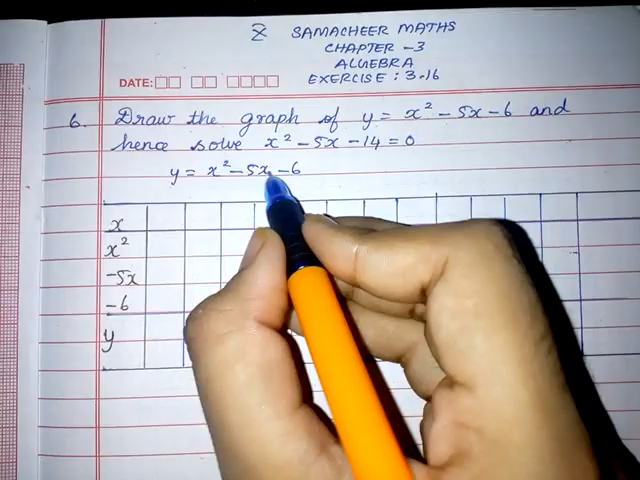 X SAMACHEER MATHS
CHAPTER -3
ALGEBRA
DATE: EXERCISE : 3.16
6. Draw the graph of y = x² - 5x - 6 and
hence solve x² - 5x - 14 = 0
y = x² - 5x - 6
x
x²
-5x
-6
y